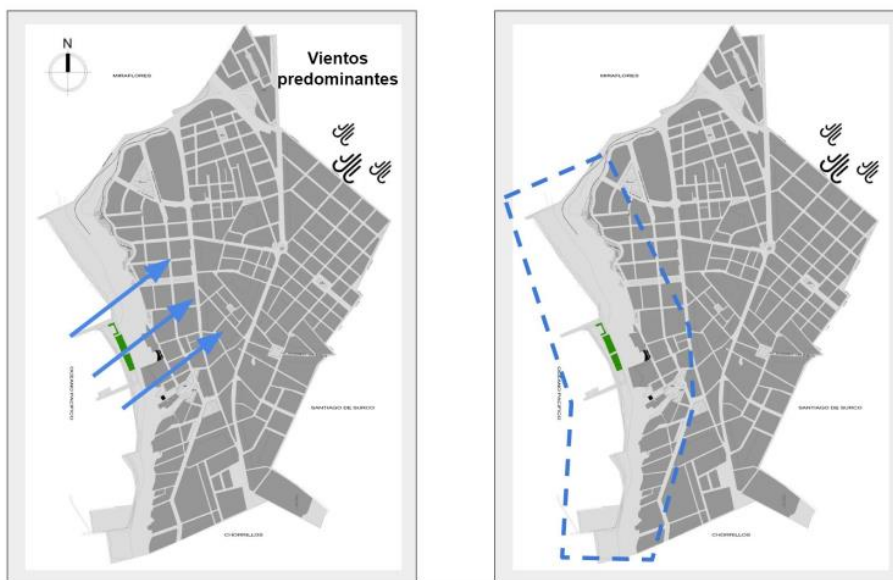 N
Vientos
predominantes
MIRAFLORES
OCEANO PACIFICO
SANTIAGO DE SURCO
CHORRILLOS
MIRAFLORES
OCEANO PACIFICO
SANTIAGO DE SURCO
CHORRILLOS